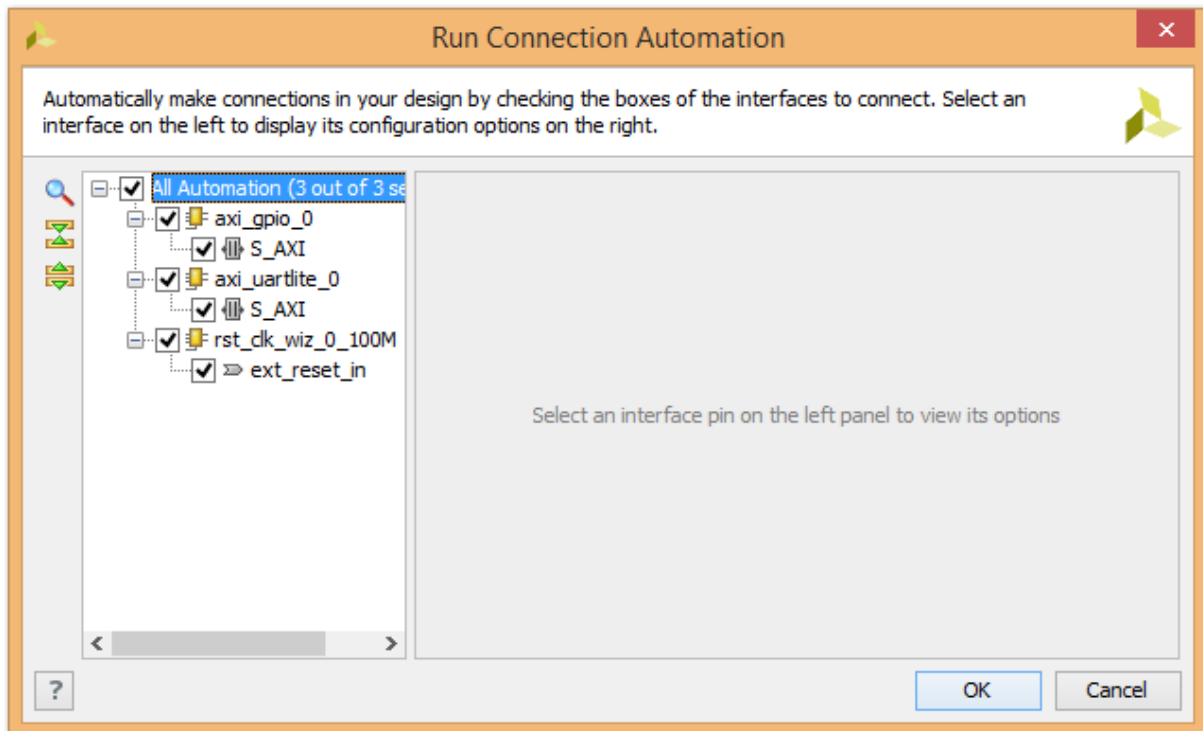 Run Connection Automation
Automatically make connections in your design by checking the boxes of the interfaces to connect. Select an
interface on the left to display its configuration options on the right.
All Automation (3 out of 3 se
axi_gpio_0
S_AXI
axi_uartlite_0
S_AXI
rst_clk_wiz_0_100M
ext_reset_in
Select an interface pin on the left panel to view its options
?
OK
Cancel